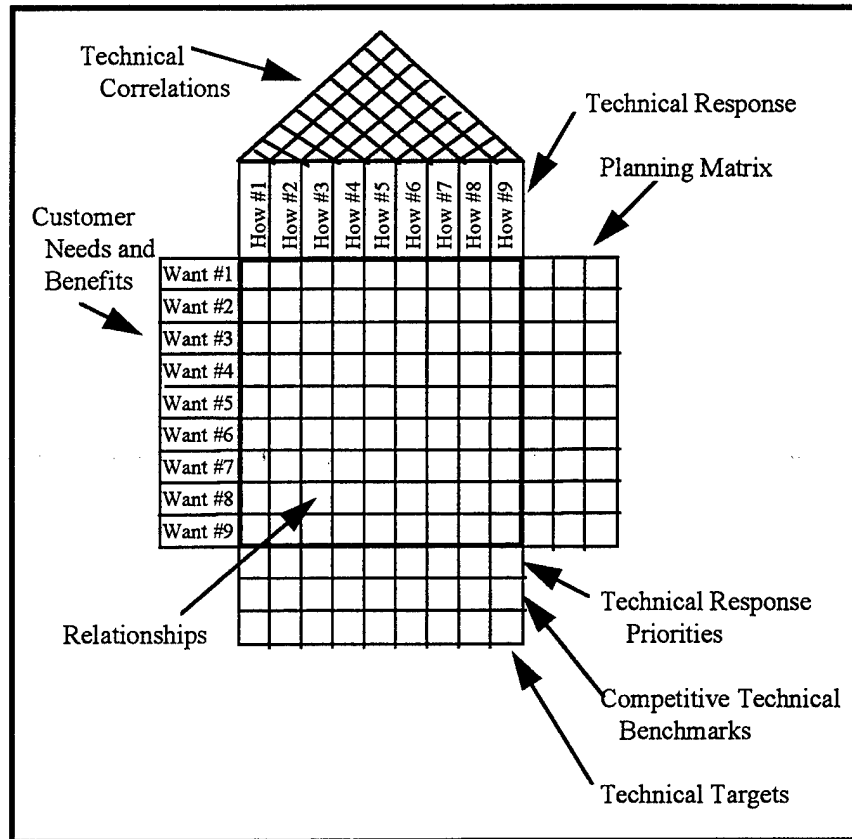 Technical
Correlations
Technical Response
Planning Matrix
How #1
How #2
How #3
How #4
How #5
How #6
How #7
How #8
How #9
Customer
Needs and
Benefits
Want #1
Want #2
Want #3
Want #4
Want #5
Want #6
Want #7
Want #8
Want #9
Relationships
Technical Response
Priorities
Competitive Technical
Benchmarks
Technical Targets